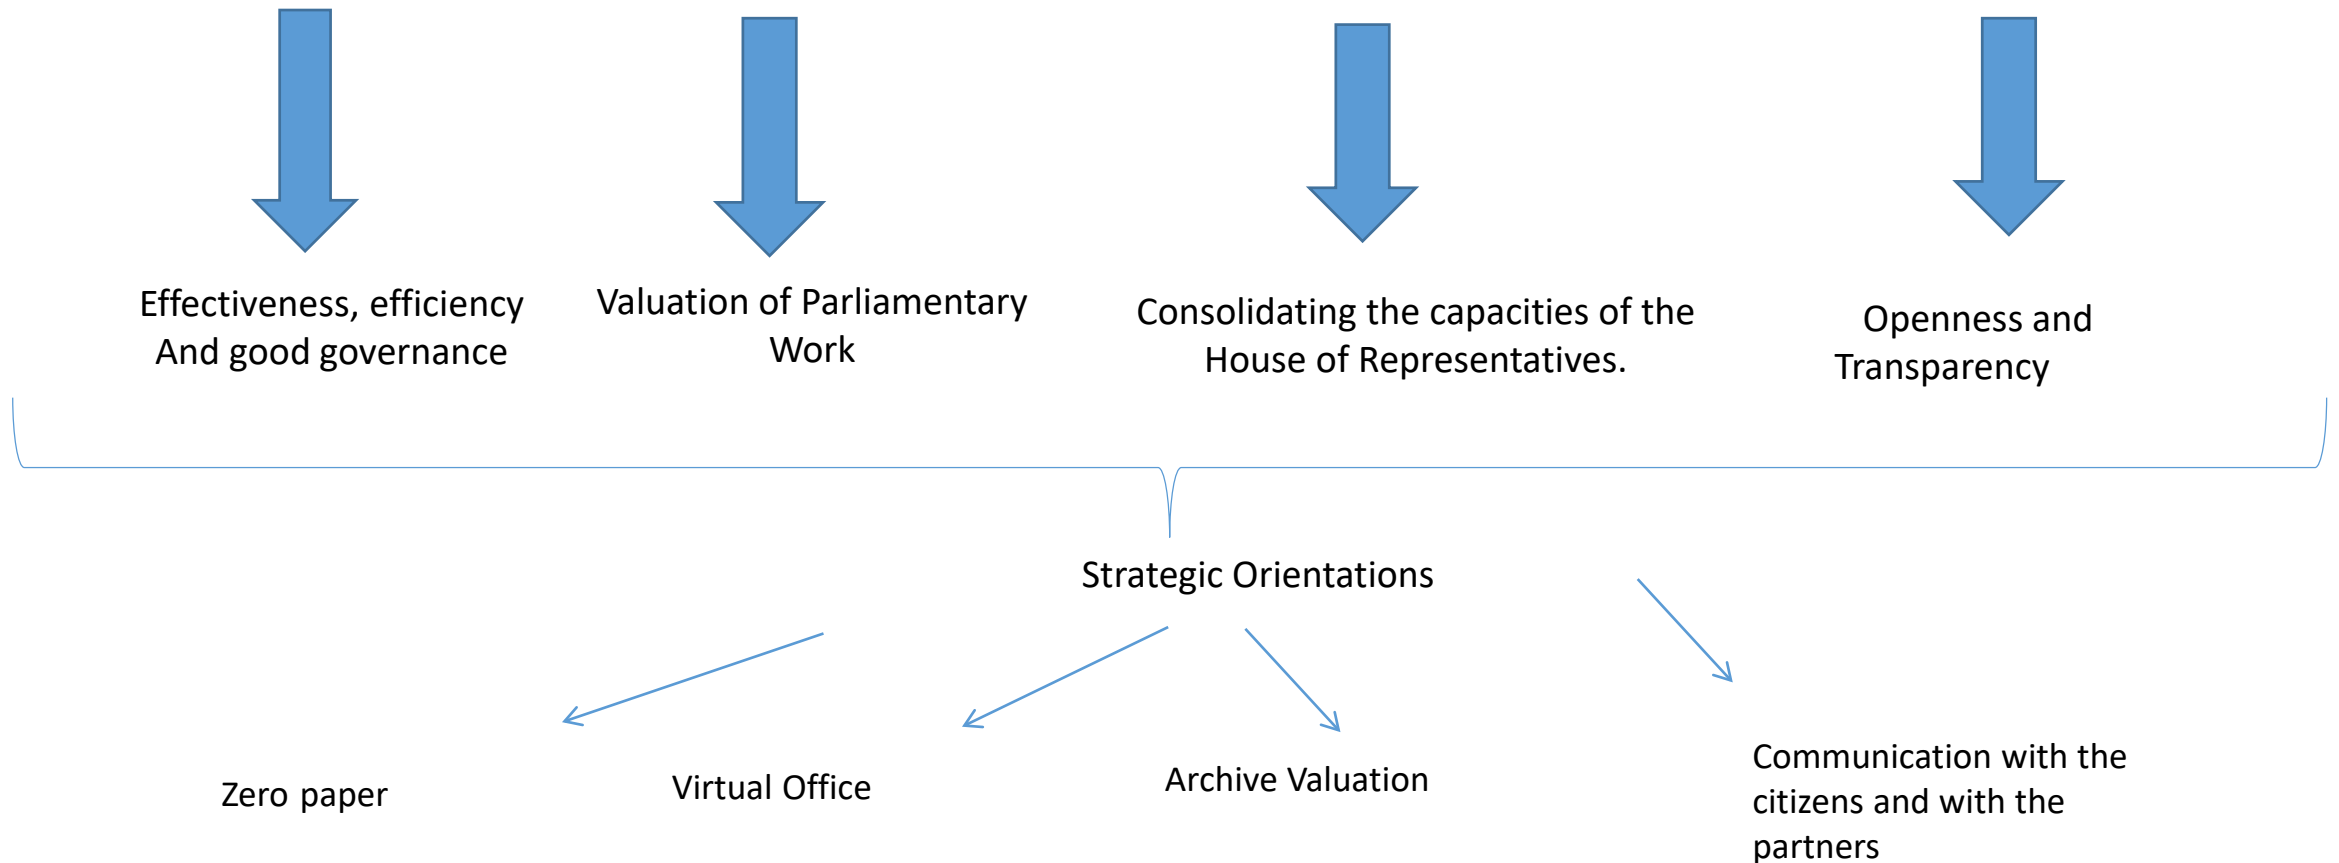 Effectiveness, efficiency
And good governance
Valuation of Parliamentary
Work
Consolidating the capacities of the
House of Representatives.
Openness and
Transparency
Strategic Orientations
Zero paper
Virtual Office
Archive Valuation
Communication with the
citizens and with the
partners